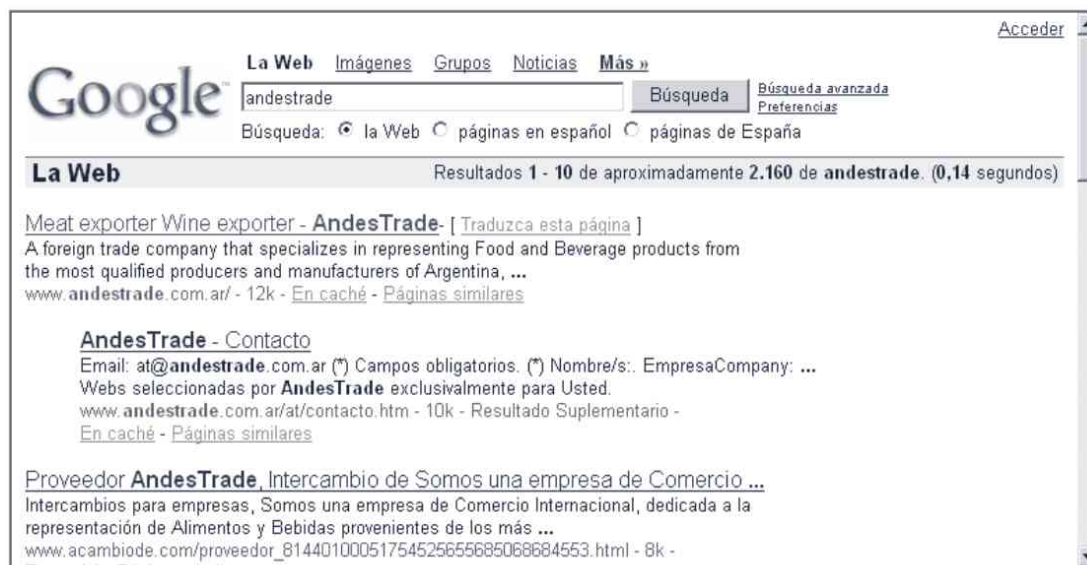 Acceder
La Web Imágenes Grupos Noticias Más »
Google™
andestrade Búsqueda Búsqueda avanzada
Preferencias
Búsqueda: la Web páginas en español páginas de España
La Web Resultados 1 - 10 de aproximadamente 2.160 de andestrade. (0,14 segundos)
Meat exporter Wine exporter - AndesTrade- [ Traduzca esta página ]
A foreign trade company that specializes in representing Food and Beverage products from
the most qualified producers and manufacturers of Argentina, ...
www.andestrade.com.ar/ - 12k - En caché - Páginas similares
AndesTrade - Contacto
Email: at@andestrade.com.ar (*) Campos obligatorios. (*) Nombre/s:. EmpresaCompany: ...
Webs seleccionadas por AndesTrade exclusivalmente para Usted.
www.andestrade.com.ar/at/contacto.htm - 10k - Resultado Suplementario -
En caché - Páginas similares
Proveedor AndesTrade, Intercambio de Somos una empresa de Comercio ...
Intercambios para empresas, Somos una empresa de Comercio Internacional, dedicada a la
representación de Alimentos y Bebidas provenientes de los más ...
www.acambiode.com/proveedor_81440100051754525655685068684553.html - 8k -